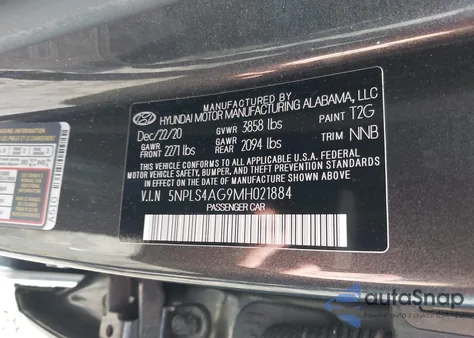 MANUFACTURED BY
HYUNDAI MOTOR MANUFACTURING ALABAMA, LLC
Dec/22/20 GVWR 3858 lbs PAINT T2G
GAWR FRONT 2271 lbs GAWR REAR 2094 lbs TRIM NNB
THIS VEHICLE CONFORMS TO ALL APPLICABLE U.S.A. FEDERAL
MOTOR VEHICLE SAFETY, BUMPER, AND THEFT PREVENTION STANDARDS
IN EFFECT ON THE DATE OF MANUFACTURE SHOWN ABOVE.
V.I.N 5NPLS4AG9MH021884
PASSENGER CAR
autoSnap